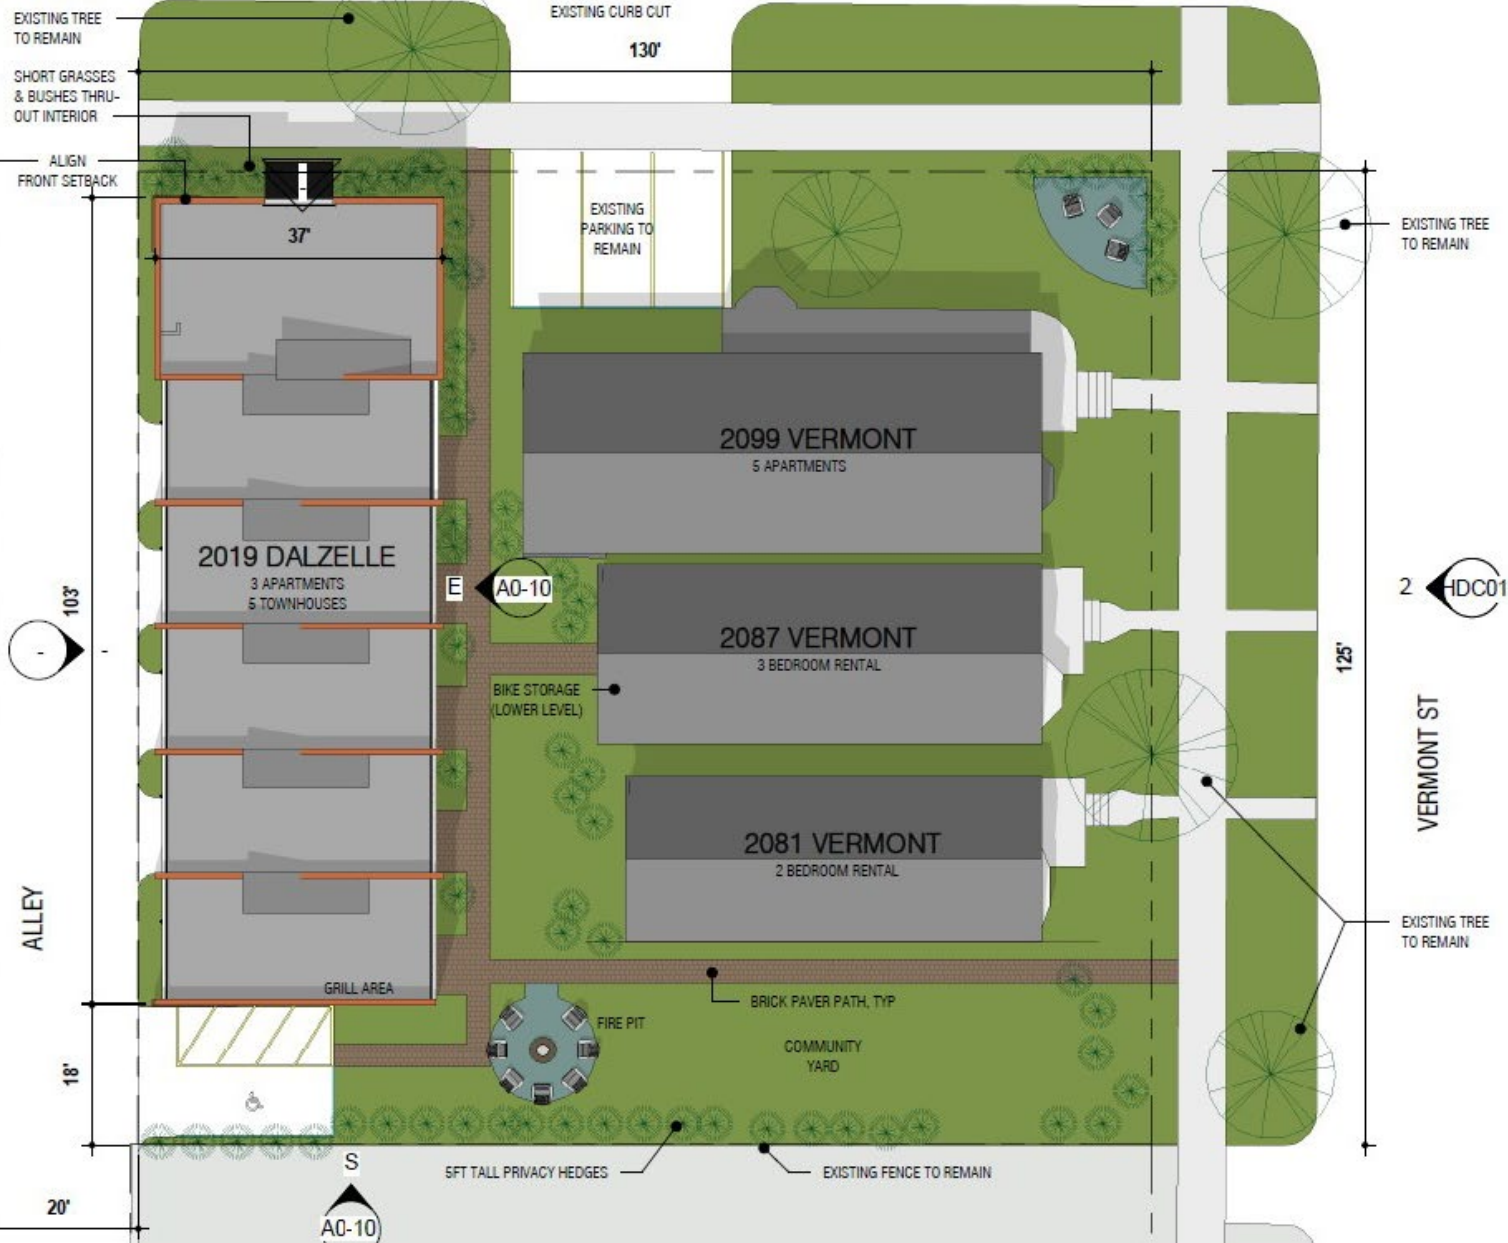 EXISTING TREE
TO REMAIN
EXISTING CURB CUT
130'
SHORT GRASSES
& BUSHES THRU-
OUT INTERIOR
ALIGN
FRONT SETBACK
37'
EXISTING
PARKING TO
REMAIN
EXISTING TREE
TO REMAIN
2099 VERMONT
5 APARTMENTS
2019 DALZELLE
3 APARTMENTS
5 TOWNHOUSES
E
A0-10
103'
-
-
2
HDC01
2087 VERMONT
3 BEDROOM RENTAL
125'
BIKE STORAGE
(LOWER LEVEL)
VERMONT ST
2081 VERMONT
2 BEDROOM RENTAL
ALLEY
EXISTING TREE
TO REMAIN
GRILL AREA
BRICK PAVER PATH, TYP
FIRE PIT
COMMUNITY
YARD
18'
S
5FT TALL PRIVACY HEDGES
EXISTING FENCE TO REMAIN
20'
A0-10